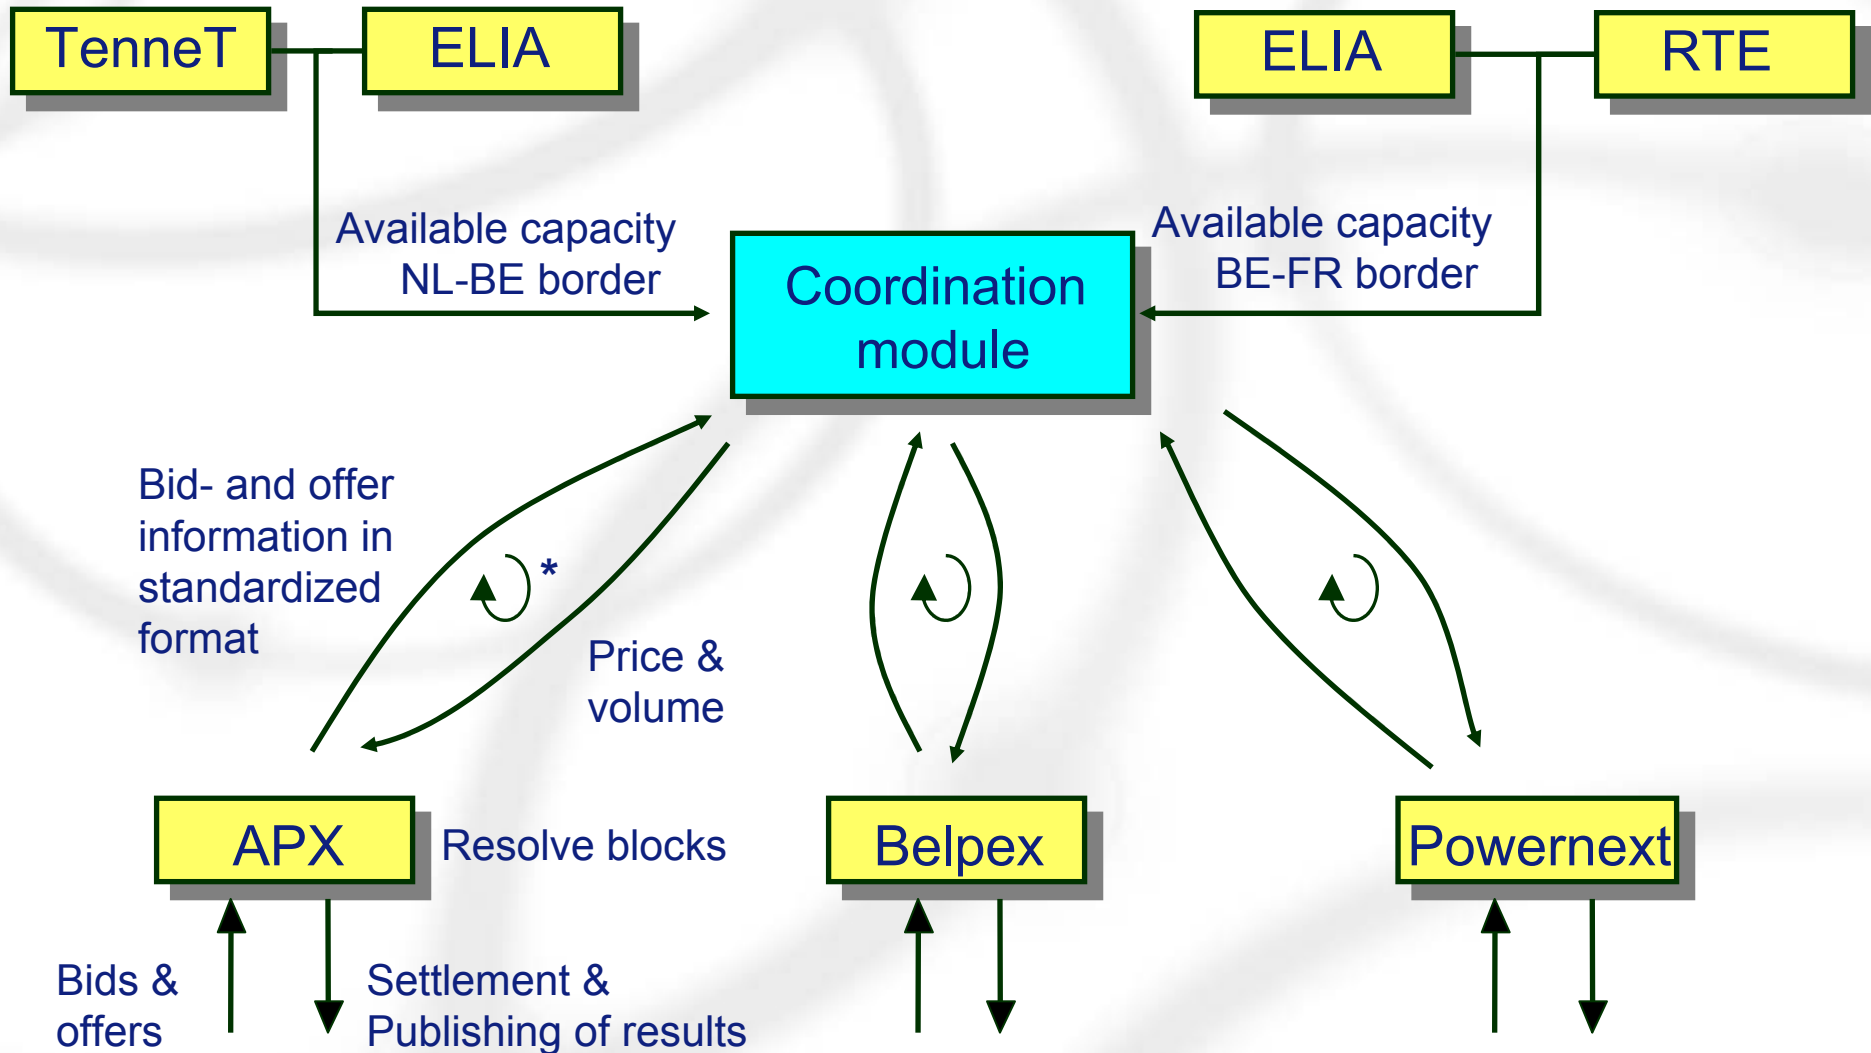 TenneT
ELIA
ELIA
RTE
Available capacity
NL-BE border
Available capacity
BE-FR border
Coordination
module
Bid- and offer
information in
standardized
format
*
Price &
volume
APX
Resolve blocks
Belpex
Powernext
Bids &
offers
Settlement &
Publishing of results